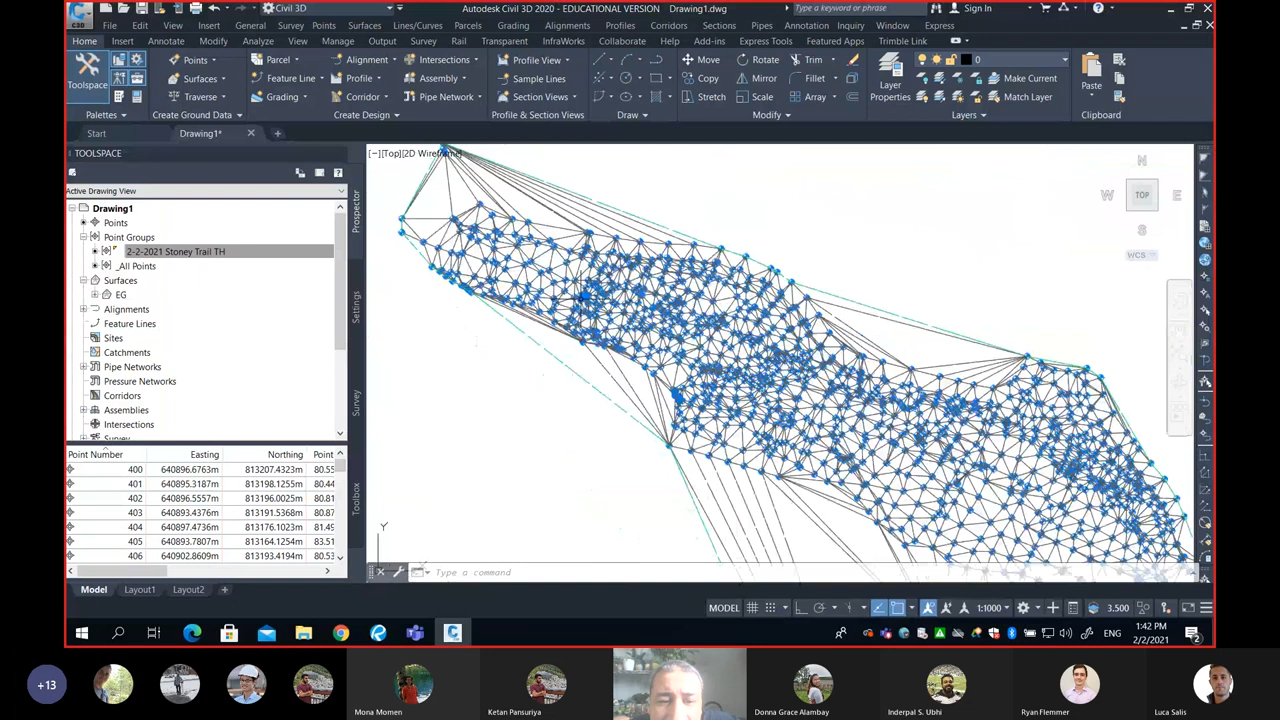 Civil 3D
Autodesk Civil 3D 2020 - EDUCATIONAL VERSION Drawing1.dwg
Type a keyword or phrase
Sign In
C3D
File Edit View Insert General Survey Points Surfaces Lines/Curves Parcels Grading Alignments Profiles Corridors Sections Pipes Annotation Inquiry Window Express
Home Insert Annotate Modify Analyze View Manage Output Survey Rail Transparent InfraWorks Collaborate Help Add-ins Express Tools Featured Apps Trimble Link
Points Parcel Alignment Intersections Profile View Move Rotate Trim 0
Surfaces Feature Line Profile Assembly Sample Lines Copy Mirror Fillet Make Current
Toolspace Traverse Grading Corridor Pipe Network Section Views Stretch Scale Array Layer Properties Match Layer Paste
Palettes Create Ground Data Create Design Profile & Section Views Draw Modify Layers Clipboard
Start Drawing1* +
TOOLSPACE
Active Drawing View
Drawing1
Points
Point Groups
2-2-2021 Stoney Trail TH
_All Points
Surfaces
EG
Alignments
Feature Lines
Sites
Catchments
Pipe Networks
Pressure Networks
Corridors
Assemblies
Intersections
Survey
Prospector
Settings
Survey
Toolbox
Point Number Easting Northing Point
400 640896.6763m 813207.4323m 80.55
401 640895.3187m 813198.1255m 80.44
402 640896.5557m 813196.0025m 80.81
403 640893.4376m 813191.5368m 80.87
404 640897.4736m 813176.1023m 81.49
405 640893.7807m 813164.1254m 83.51
406 640902.8609m 813193.4194m 80.53
[−][Top][2D Wireframe]
N
W TOP E
S
WCS
Y
Type a command
Model Layout1 Layout2 +
MODEL 1:1000 3.500
ENG
1:42 PM
2/2/2021
2
+13
Mona Momen
Ketan Pansuriya
Donna Grace Alambay
Inderpal S. Ubhi
Ryan Flemmer
Luca Salis